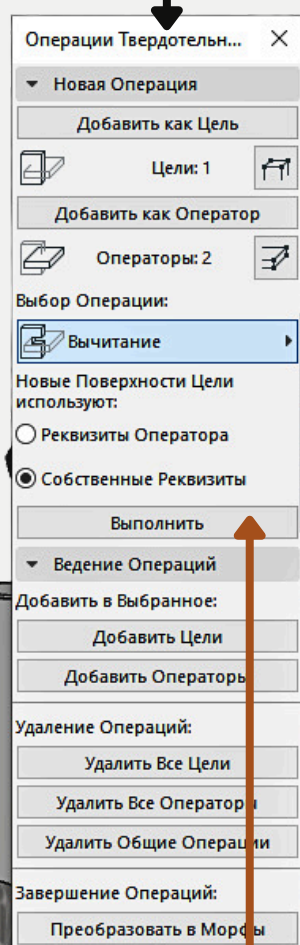 Операции Твердотельн...
Новая Операция
Добавить как Цель
Цели: 1
Добавить как Оператор
Операторы: 2
Выбор Операции:
Вычитание
Новые Поверхности Цели
используют:
Реквизиты Оператора
Собственные Реквизиты
Выполнить
Ведение Операций
Добавить в Выбранное:
Добавить Цели
Добавить Операторы
Удаление Операций:
Удалить Все Цели
Удалить Все Операторы
Удалить Общие Операции
Завершение Операций:
Преобразовать в Морфы